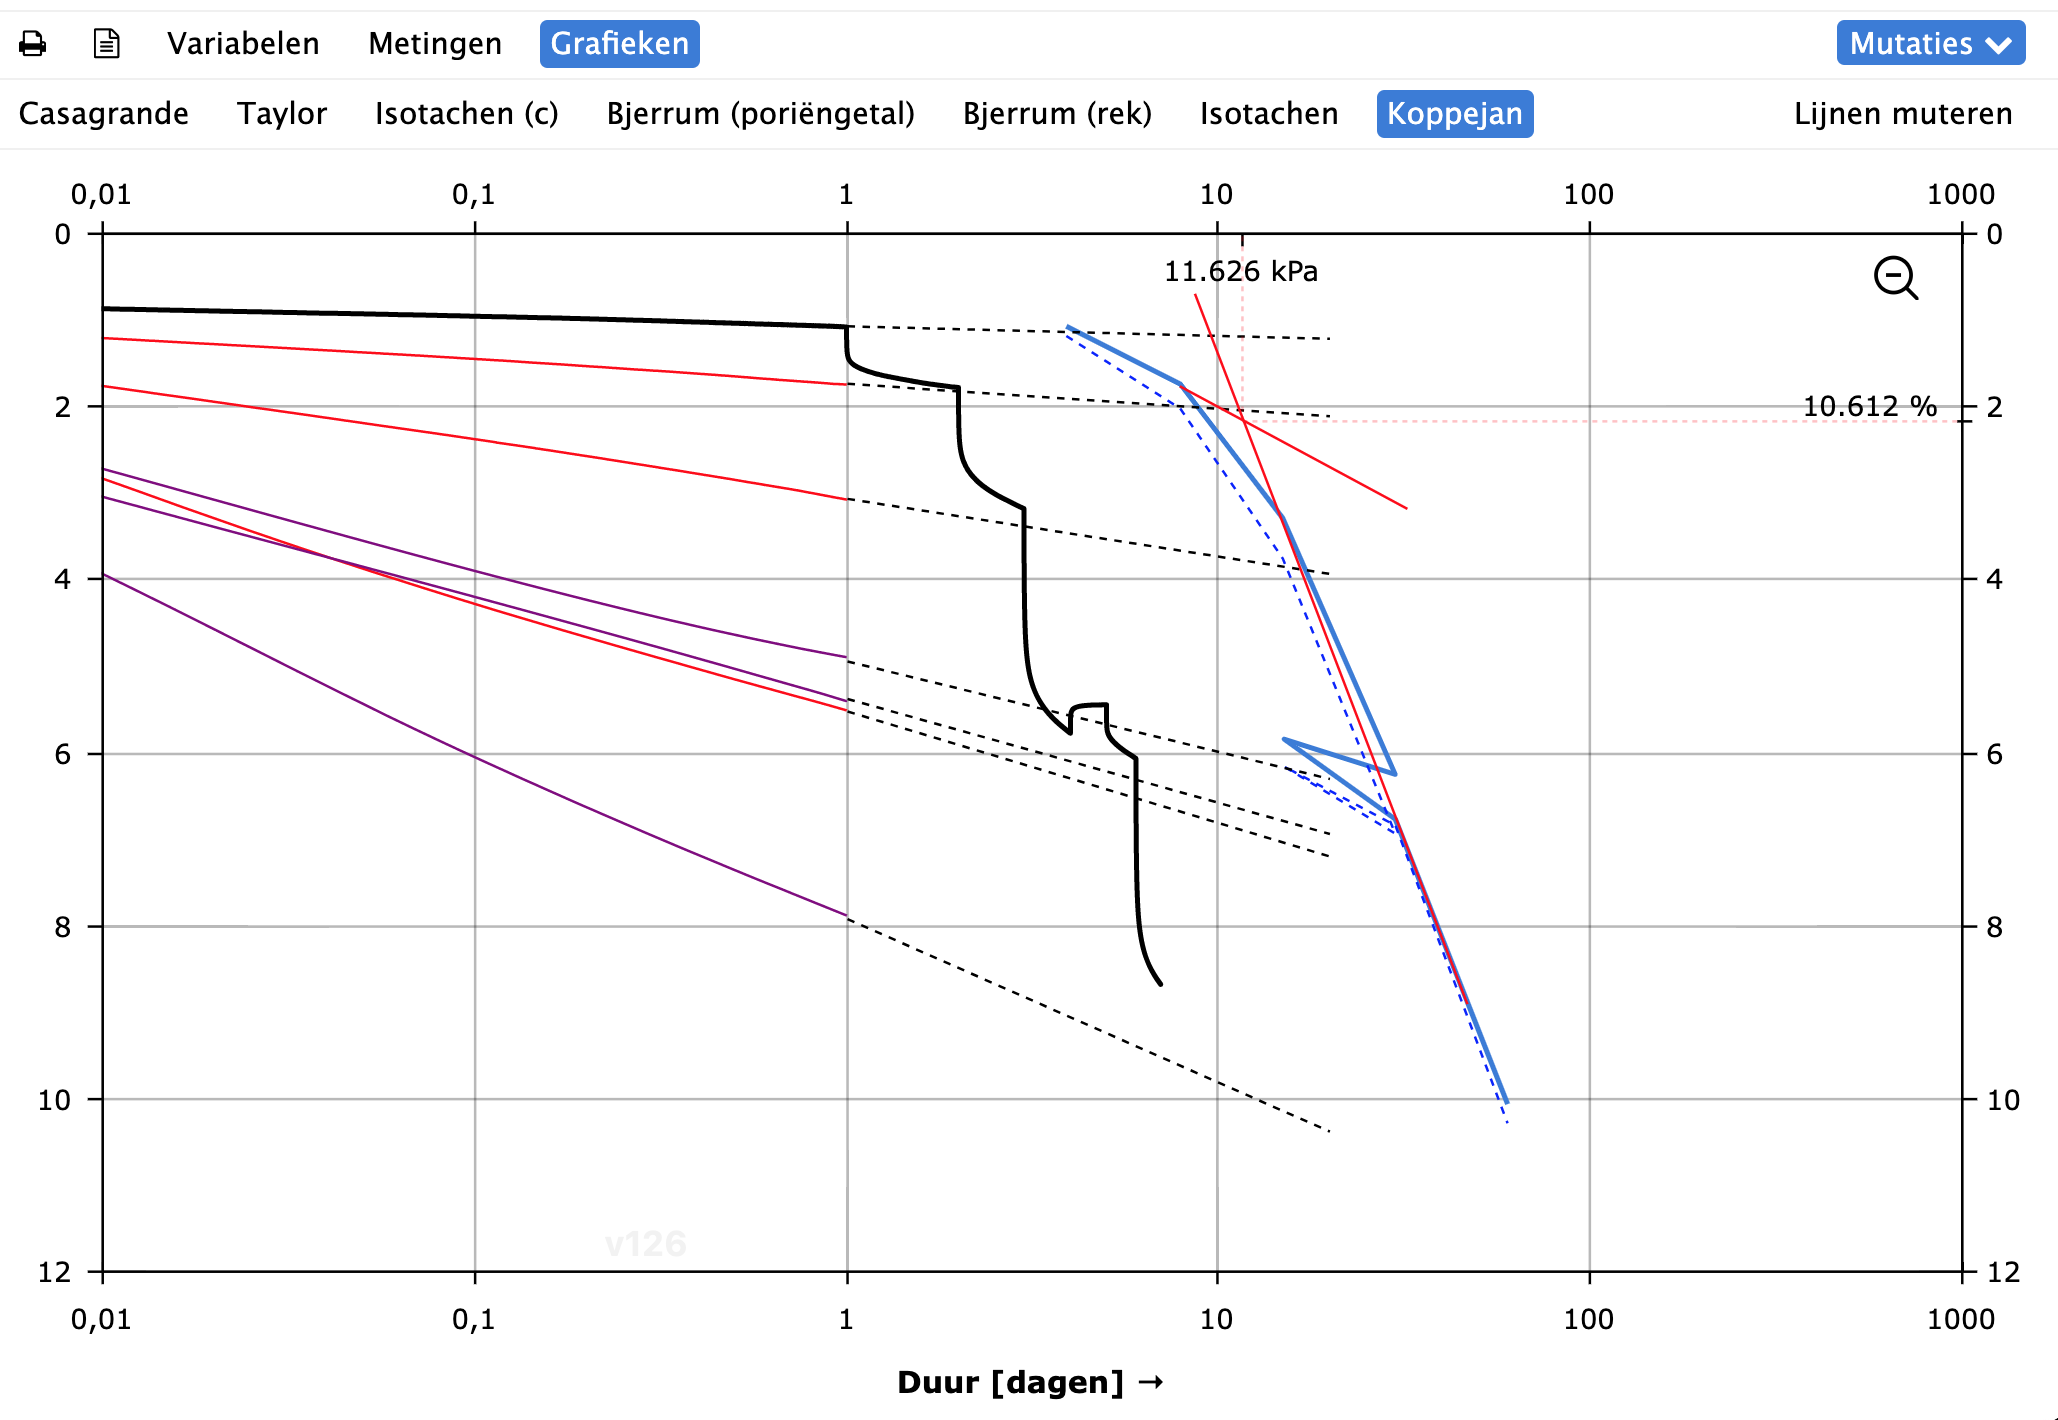 Variabelen Metingen Grafieken Mutaties
Casagrande Taylor Isotachen (c) Bjerrum (poriëngetal) Bjerrum (rek) Isotachen Koppejan Lijnen muteren
0,01 0,1 1 10 100 1000
0 0
11.626 kPa
2 10.612 % 2
4 4
6 6
8 8
10 10
v126
12 12
0,01 0,1 1 10 100 1000
Duur [dagen] →